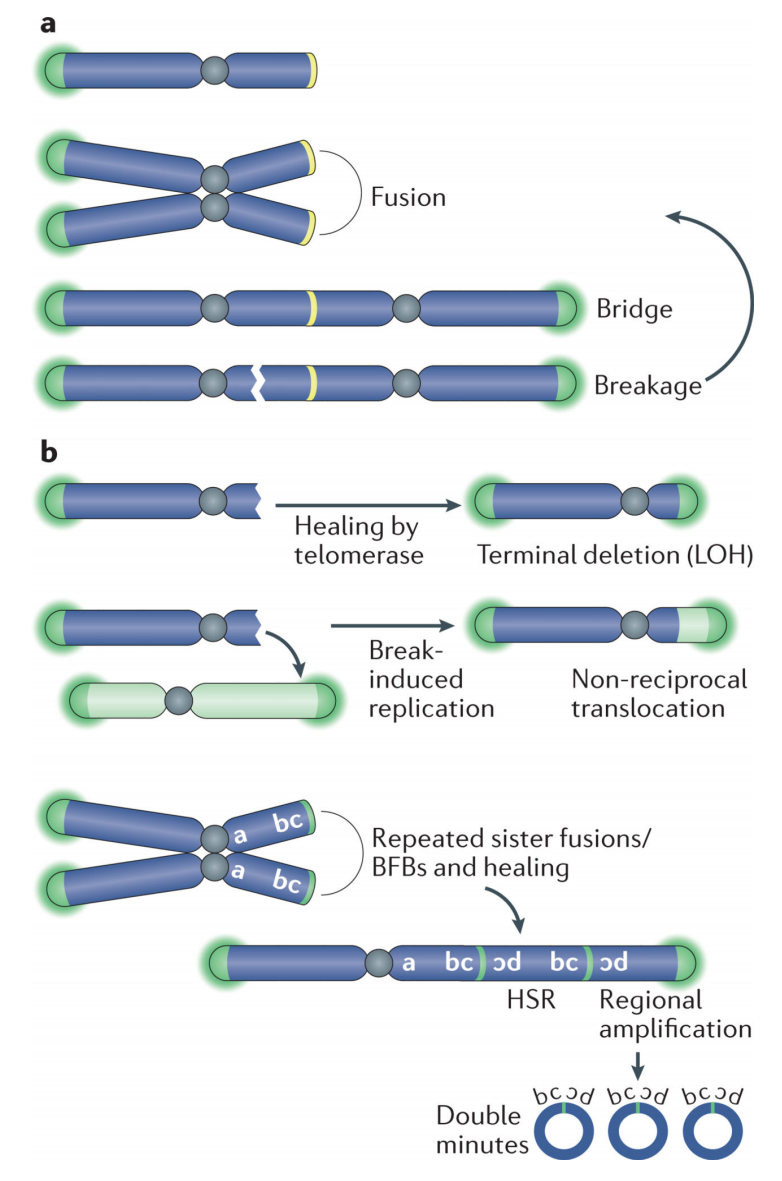 a
Fusion
Bridge
Breakage
b
Healing by
telomerase
Terminal deletion (LOH)
Break-
induced
replication
Non-reciprocal
translocation
a bc
a bc
Repeated sister fusions/
BFBs and healing
a bc ɔd bc ɔd
HSR
Regional
amplification
bcɔd bcɔd bcɔd
Double
minutes